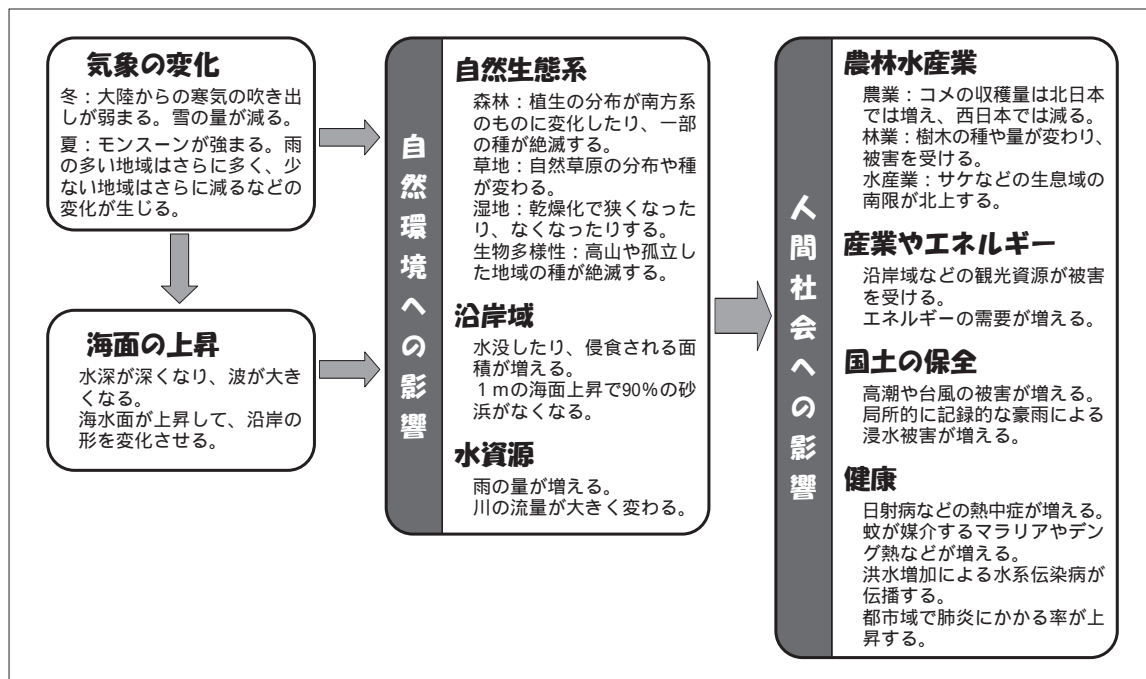 気象の変化
冬：大陸からの寒気の吹き出
しが弱まる。雪の量が減る。
夏：モンスーンが強まる。雨
の多い地域はさらに多く、少
ない地域はさらに減るなどの
変化が生じる。
海面の上昇
水深が深くなり、波が大き
くなる。
海水面が上昇して、沿岸の
形を変化させる。
自然環境への影響
自然生態系
森林：植生の分布が南方系
のものに変化したり、一部
の種が絶滅する。
草地：自然草原の分布や種
が変わる。
湿地：乾燥化で狭くなった
り、なくなったりする。
生物多様性：高山や孤立し
た地域の種が絶滅する。
沿岸域
水没したり、侵食される面
積が増える。
１ｍの海面上昇で90%の砂
浜がなくなる。
水資源
雨の量が増える。
川の流量が大きく変わる。
人間社会への影響
農林水産業
農業：コメの収穫量は北日本
では増え、西日本では減る。
林業：樹木の種や量が変わり、
被害を受ける。
水産業：サケなどの生息域の
南限が北上する。
産業やエネルギー
沿岸域などの観光資源が被害
を受ける。
エネルギーの需要が増える。
国土の保全
高潮や台風の被害が増える。
局所的に記録的な豪雨による
浸水被害が増える。
健康
日射病などの熱中症が増える。
蚊が媒介するマラリアやデン
グ熱などが増える。
洪水増加による水系伝染病が
伝播する。
都市域で肺炎にかかる率が上
昇する。